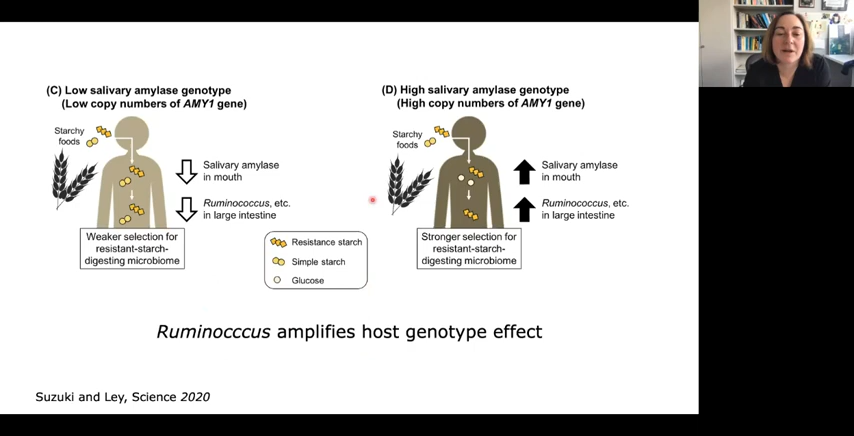 (C) Low salivary amylase genotype
(Low copy numbers of AMY1 gene)
Starchy
foods
Salivary amylase
in mouth
Ruminococcus, etc.
in large intestine
Weaker selection for
resistant-starch-
digesting microbiome
Resistance starch
Simple starch
Glucose
(D) High salivary amylase genotype
(High copy numbers of AMY1 gene)
Starchy
foods
Salivary amylase
in mouth
Ruminococcus, etc.
in large intestine
Stronger selection for
resistant-starch-
digesting microbiome
Ruminocccus amplifies host genotype effect
Suzuki and Ley, Science 2020